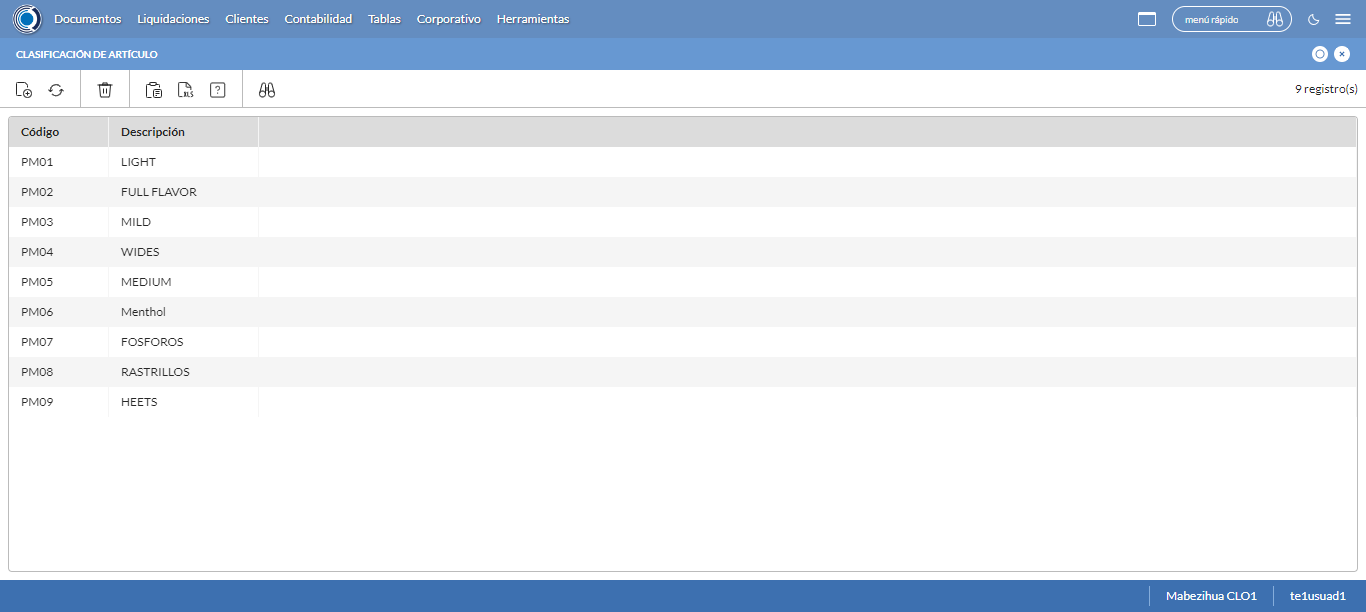 Documentos Liquidaciones Clientes Contabilidad Tablas Corporativo Herramientas menú rápido
CLASIFICACIÓN DE ARTÍCULO
XLS ? 9 registro(s)
Código Descripción
PM01 LIGHT
PM02 FULL FLAVOR
PM03 MILD
PM04 WIDES
PM05 MEDIUM
PM06 Menthol
PM07 FOSFOROS
PM08 RASTRILLOS
PM09 HEETS
Mabezihua CLO1 te1usuad1